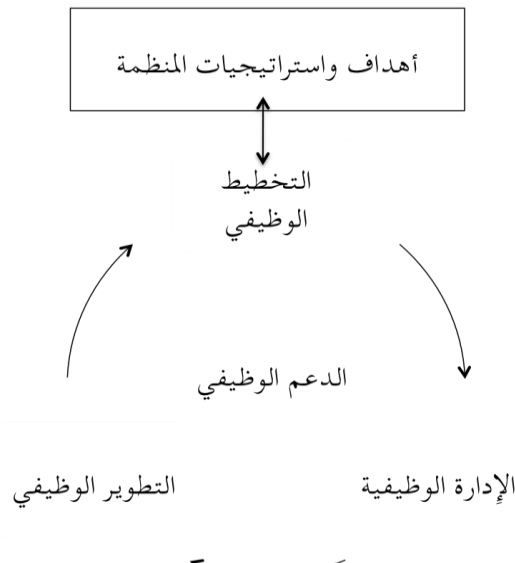 أهداف واستراتيجيات المنظمة
التخطيط
الوظيفي
الدعم الوظيفي
الإدارة الوظيفية
التطوير الوظيفي